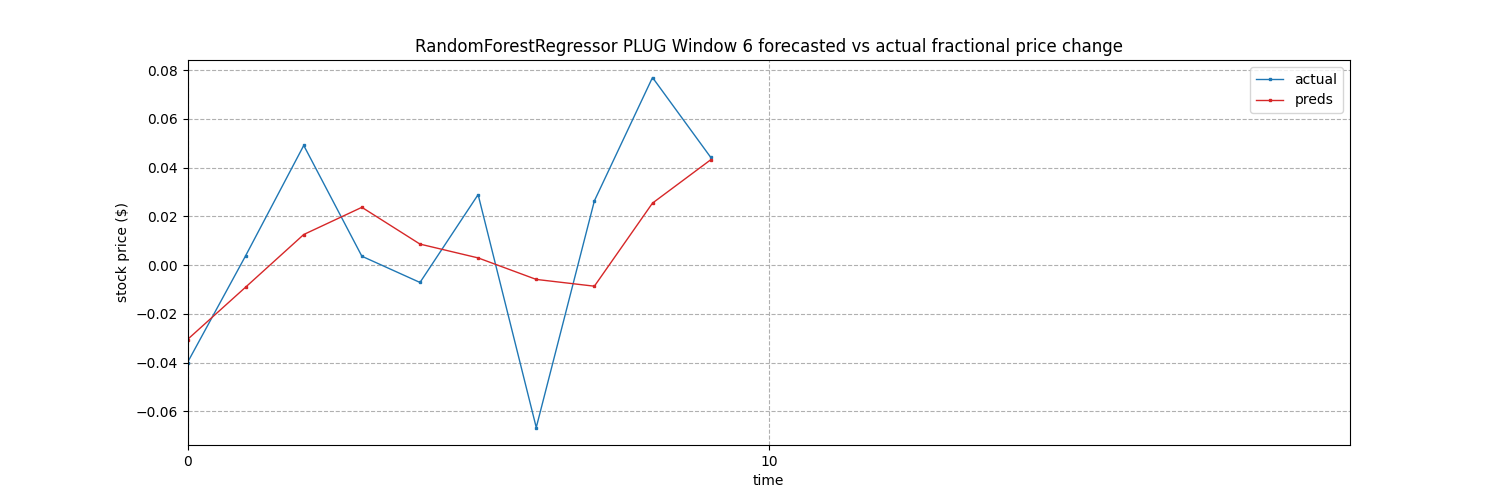 RandomForestRegressor PLUG Window 6 forecasted vs actual fractional price change
actual
preds
0.08
0.06
0.04
0.02
0.00
−0.02
−0.04
−0.06
stock price ($)
0
10
time